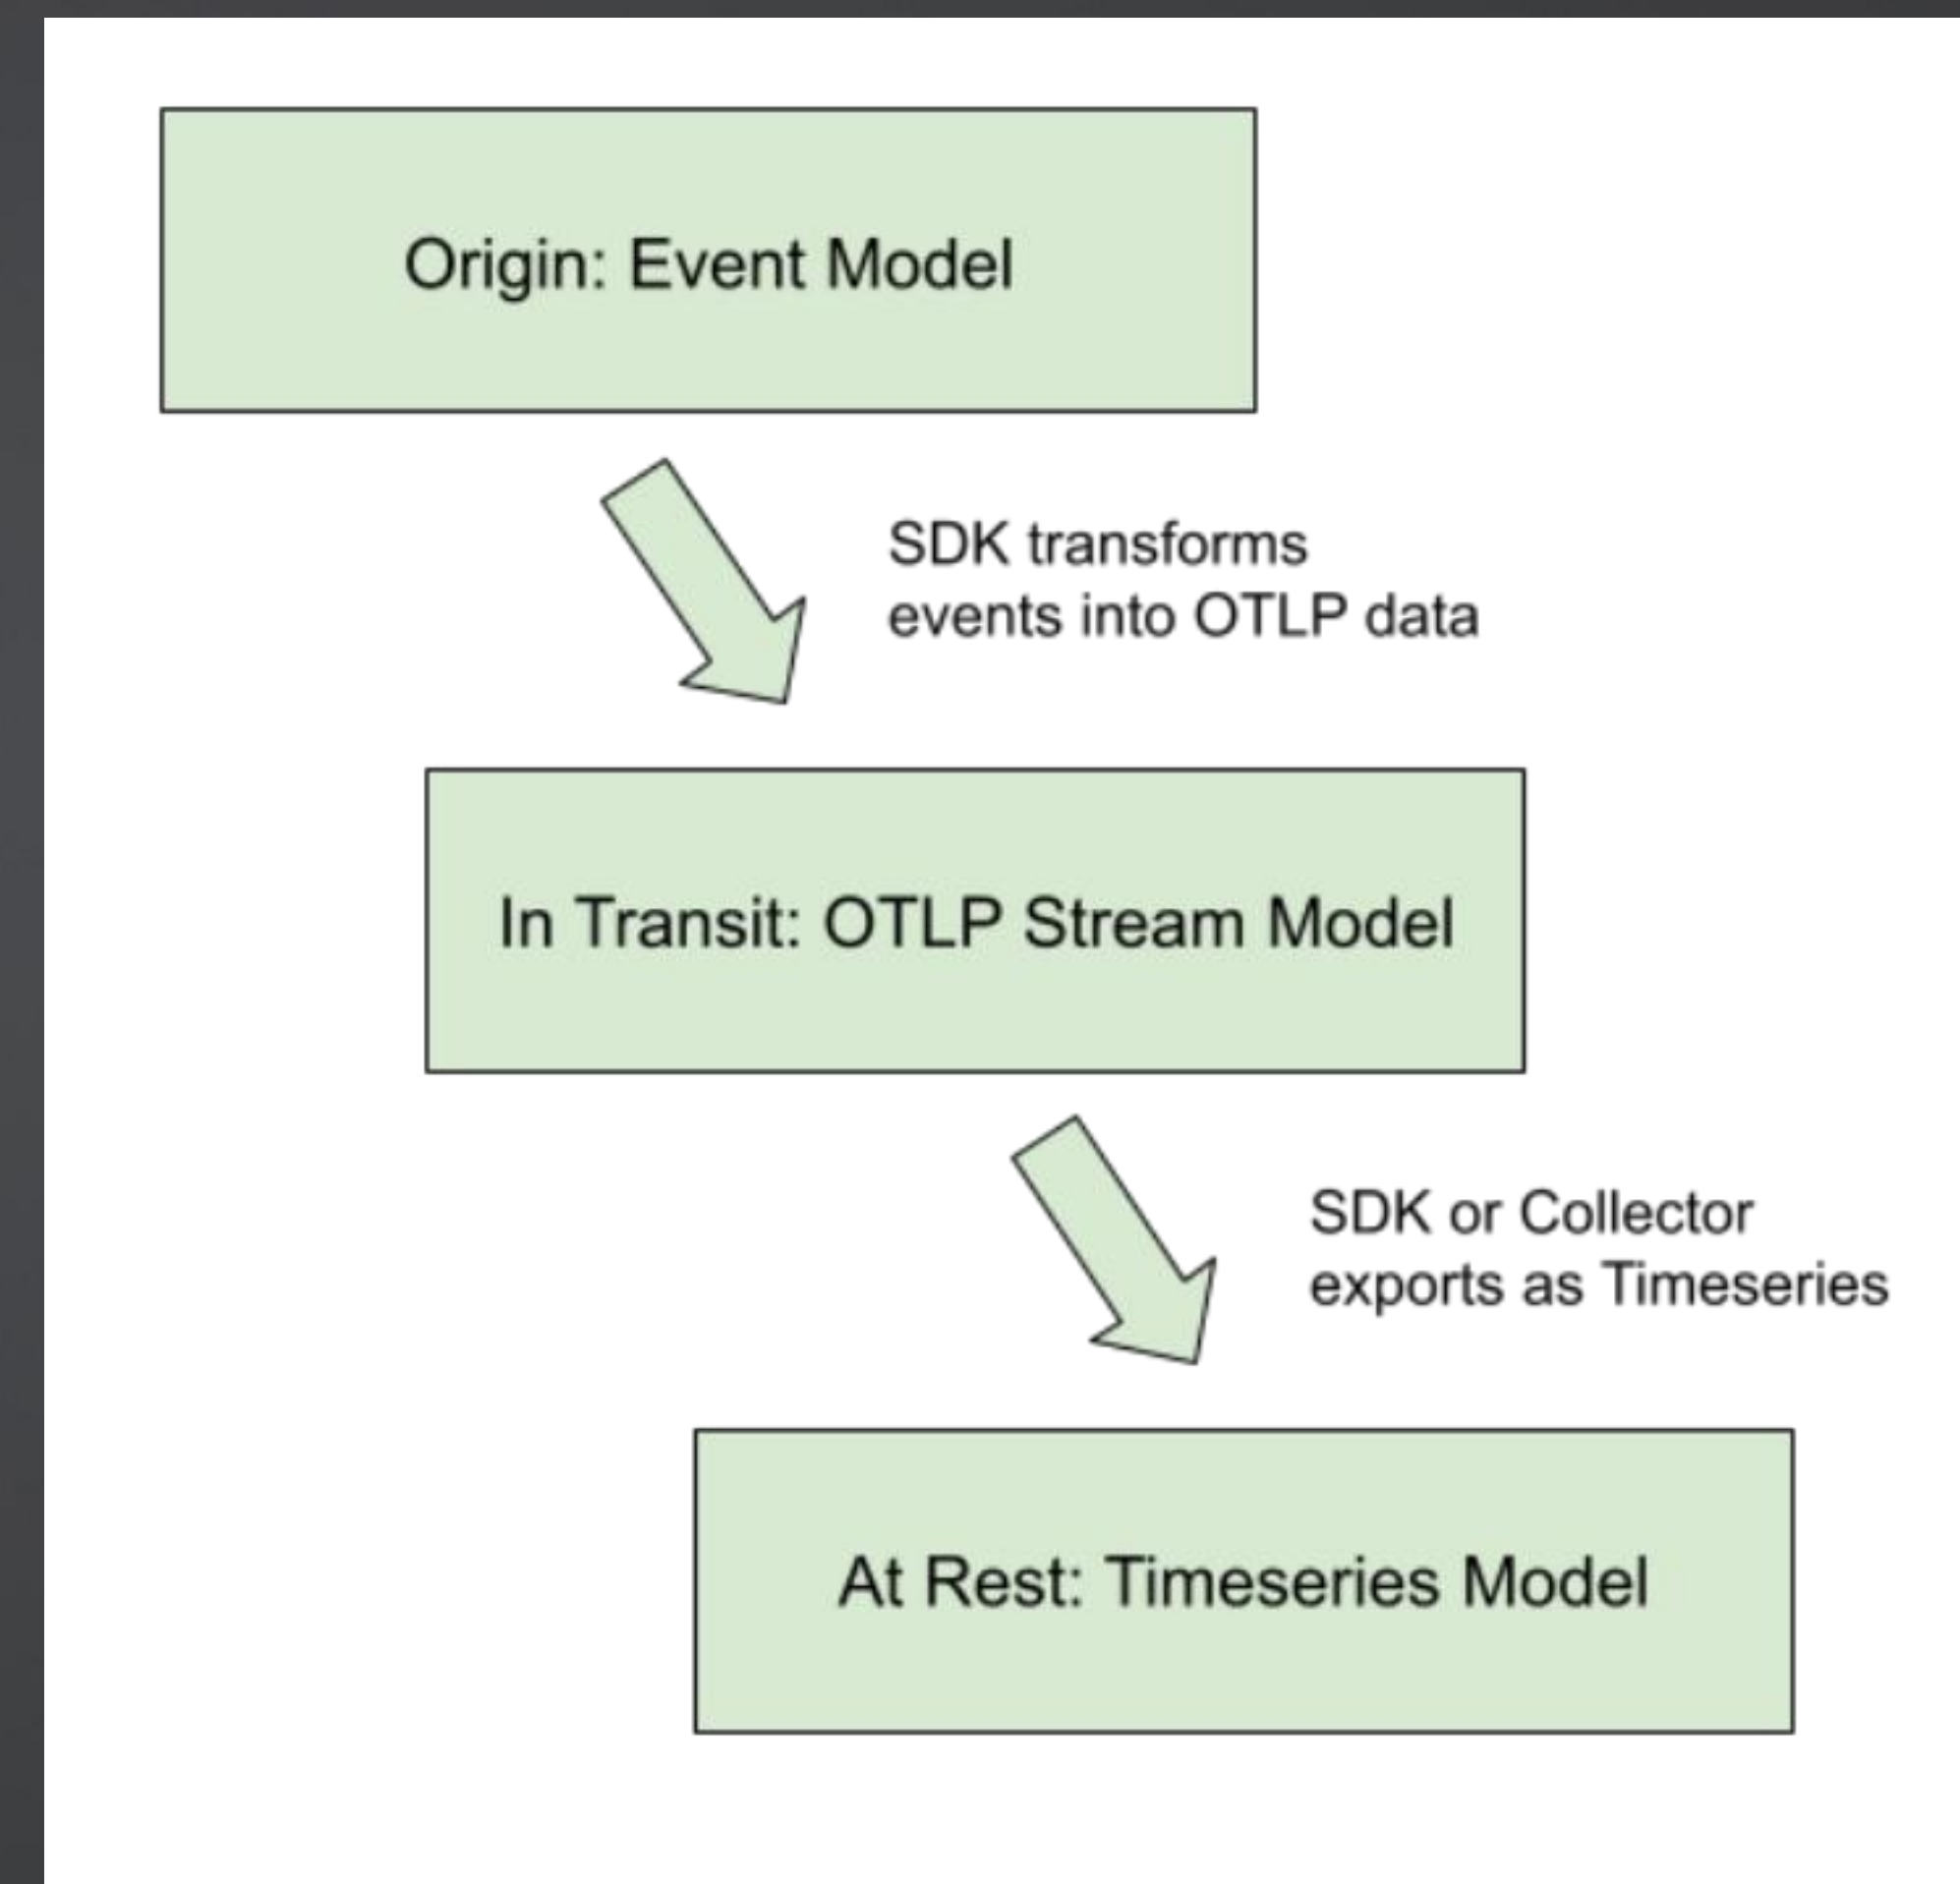 Origin: Event Model
SDK transforms
events into OTLP data
In Transit: OTLP Stream Model
SDK or Collector
exports as Timeseries
At Rest: Timeseries Model